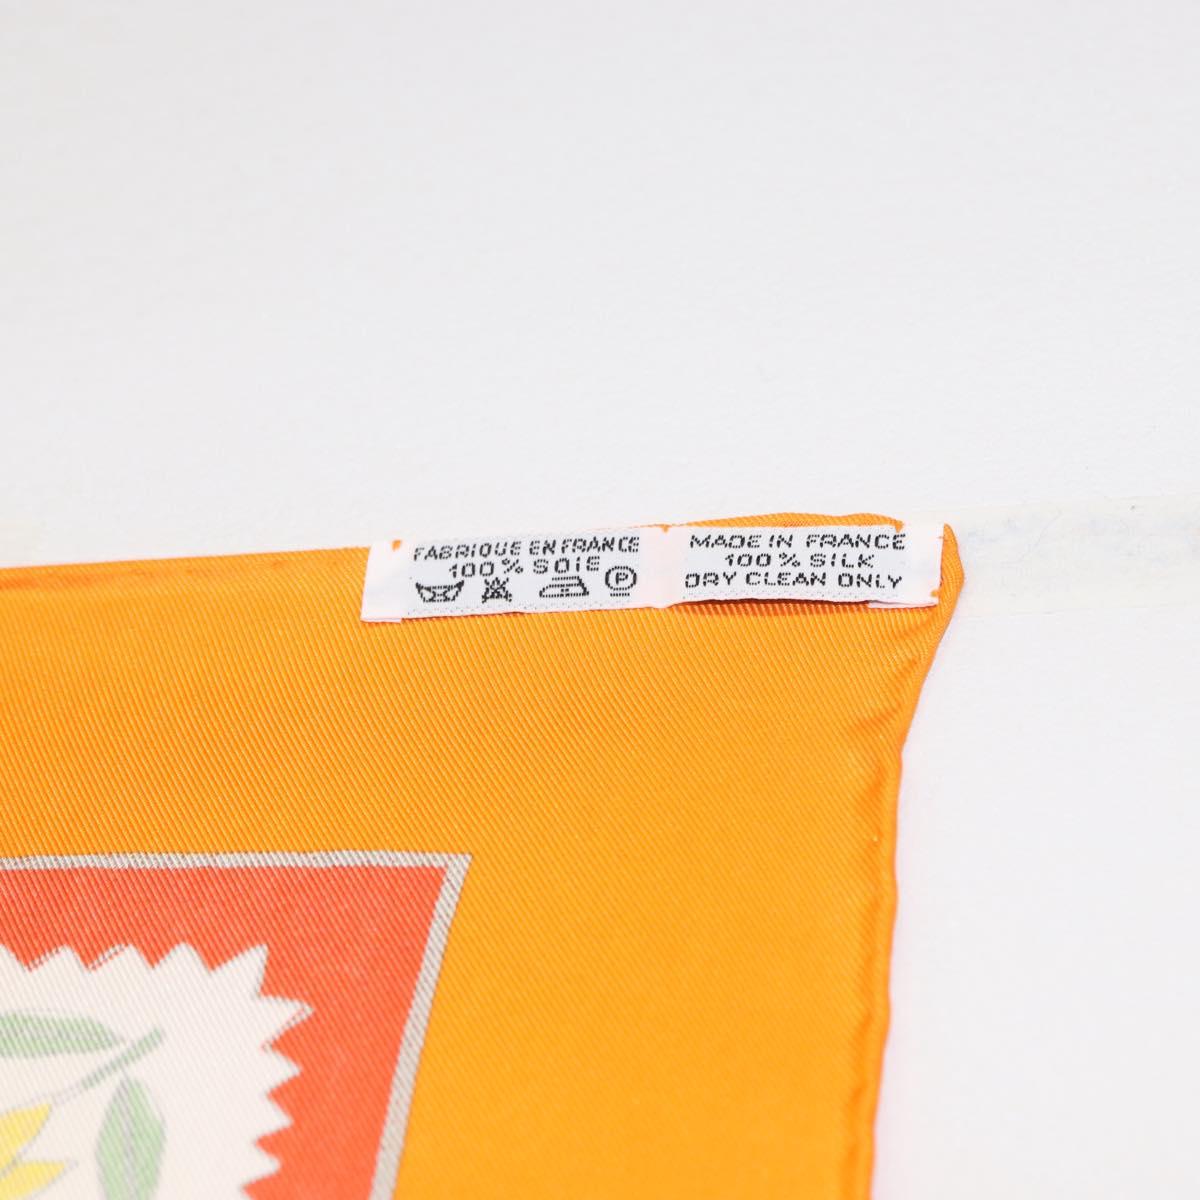 FABRIQUE EN FRANCE
100% SOIE
P
MADE IN FRANCE
100% SILK
DRY CLEAN ONLY